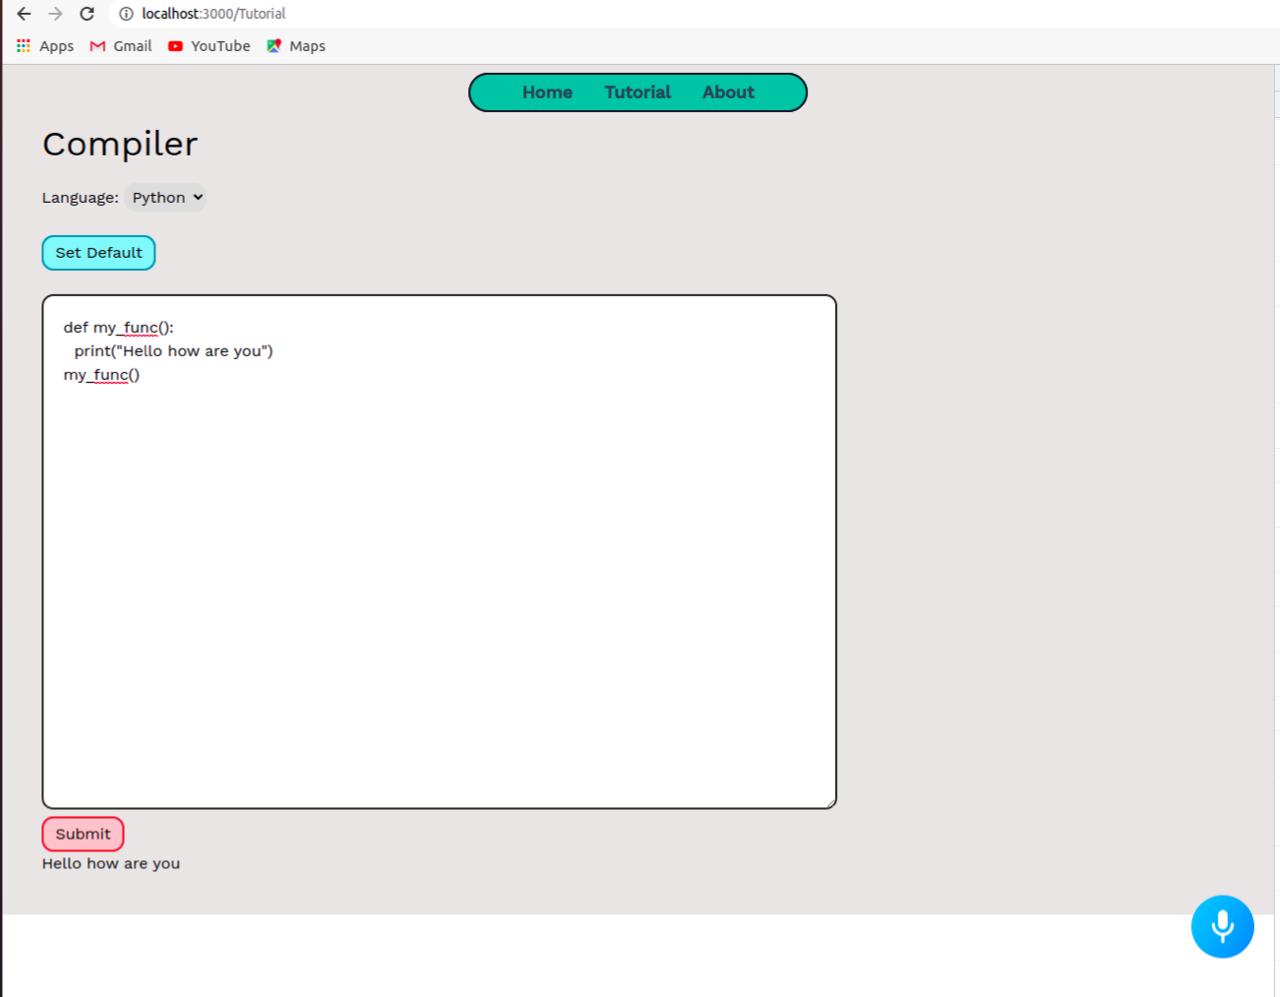 localhost:3000/Tutorial
Apps Gmail YouTube Maps
Home Tutorial About
Compiler
Language: Python
Set Default
def my_func():
  print("Hello how are you")
my_func()
Submit
Hello how are you